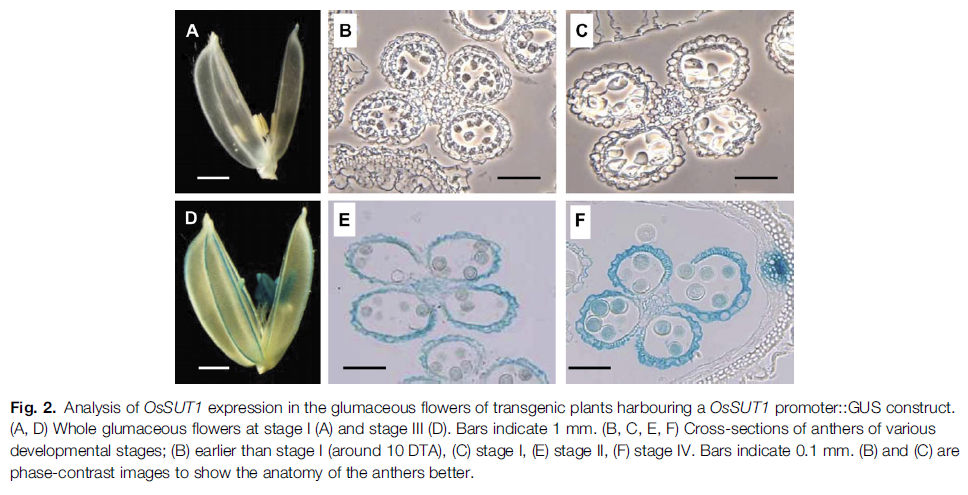 A
B
C
D
E
F
Fig. 2. Analysis of OsSUT1 expression in the glumaceous flowers of transgenic plants harbouring a OsSUT1 promoter::GUS construct.
(A, D) Whole glumaceous flowers at stage I (A) and stage III (D). Bars indicate 1 mm. (B, C, E, F) Cross-sections of anthers of various
developmental stages; (B) earlier than stage I (around 10 DTA), (C) stage I, (E) stage II, (F) stage IV. Bars indicate 0.1 mm. (B) and (C) are
phase-contrast images to show the anatomy of the anthers better.